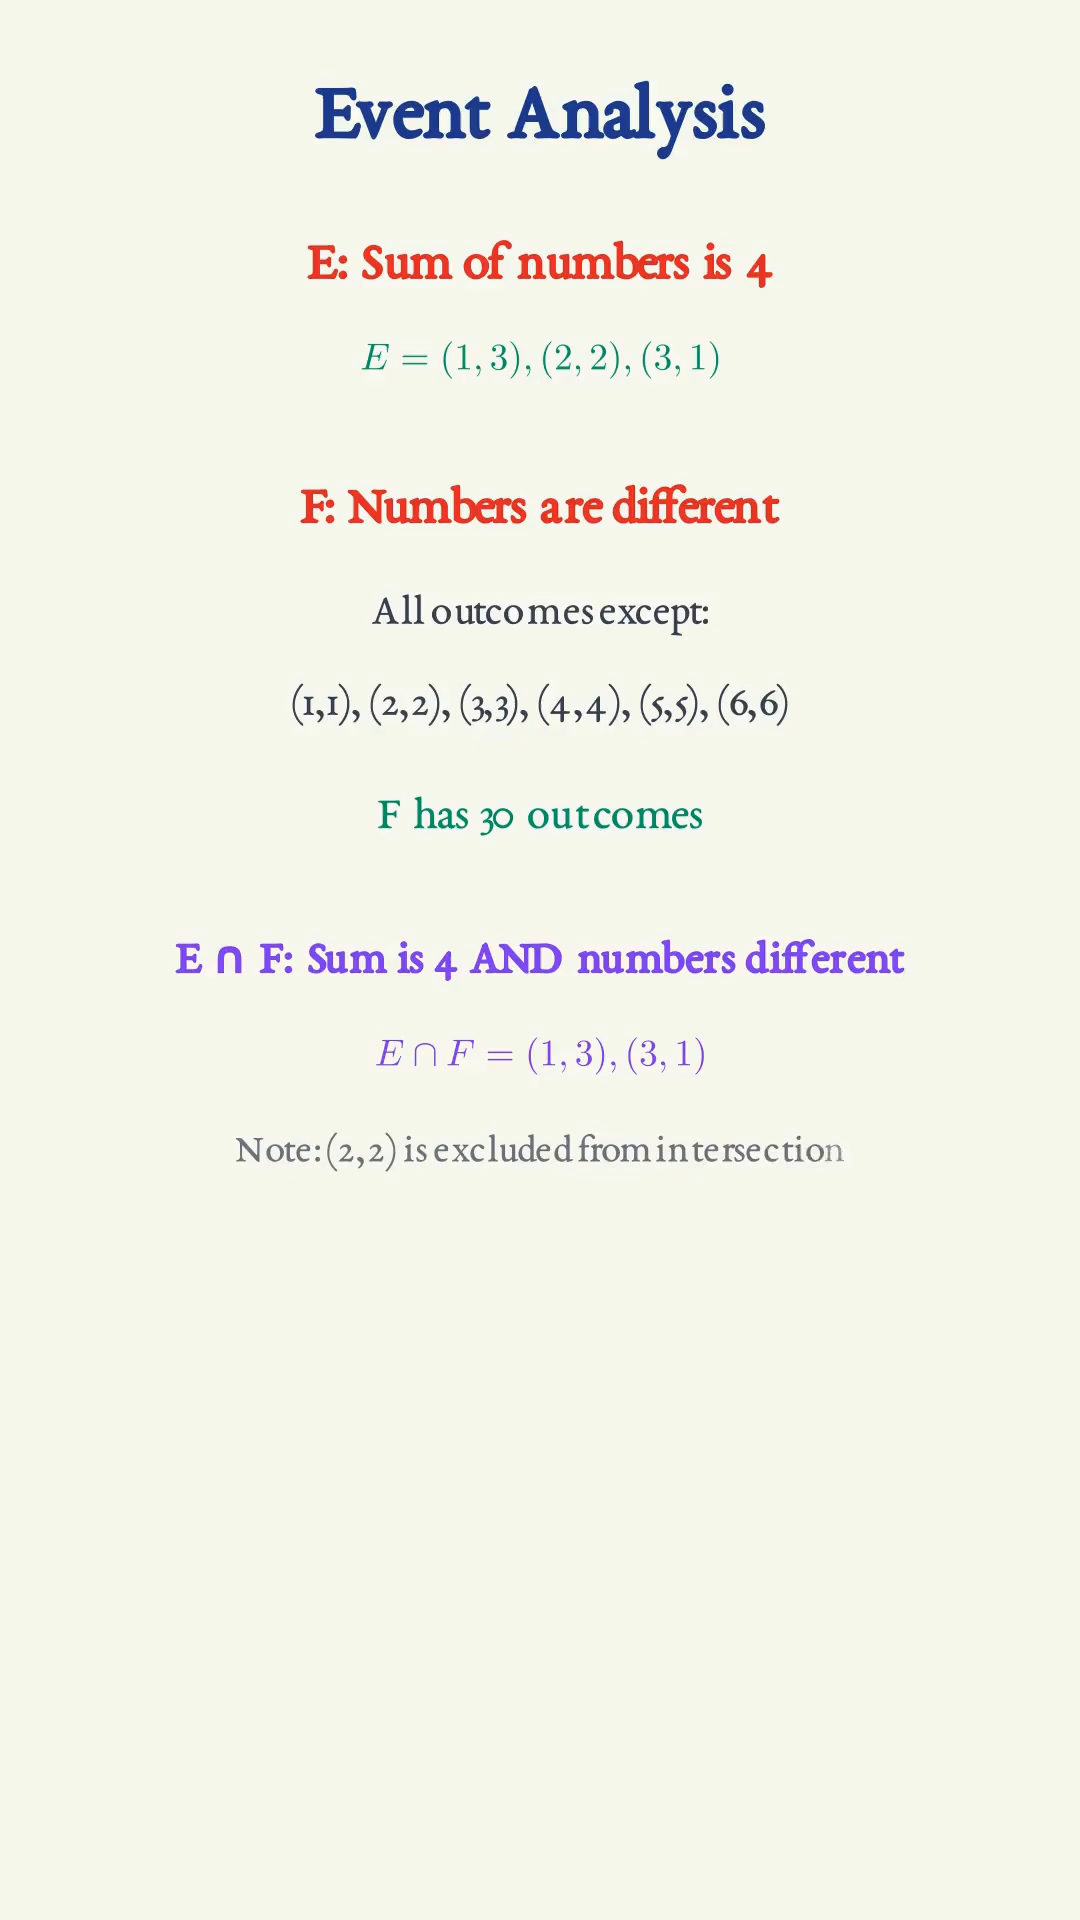 Event Analysis
E: Sum of numbers is 4
E = (1, 3), (2, 2), (3, 1)
F: Numbers are different
All outcomes except:
(1,1), (2,2), (3,3), (4,4), (5,5), (6,6)
F has 30 outcomes
E ∩ F: Sum is 4 AND numbers different
E ∩ F = (1, 3), (3, 1)
Note: (2,2) is excluded from intersection